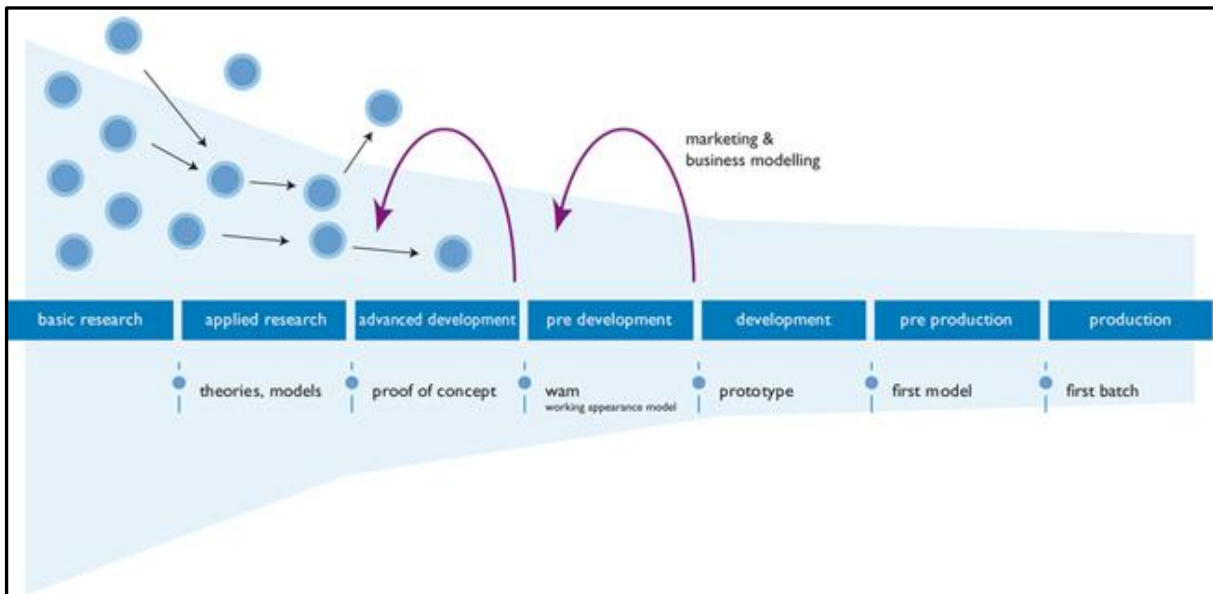 marketing &
business modelling
basic research
applied research
advanced development
pre development
development
pre production
production
theories, models
proof of concept
wam
working appearance model
prototype
first model
first batch